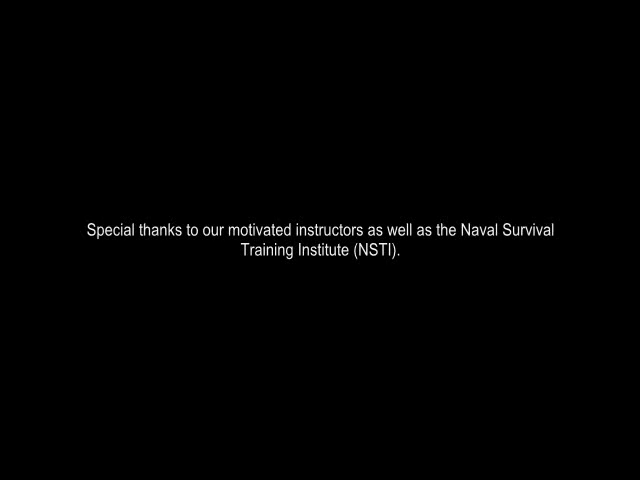 Special thanks to our motivated instructors as well as the Naval Survival
Training Institute (NSTI).